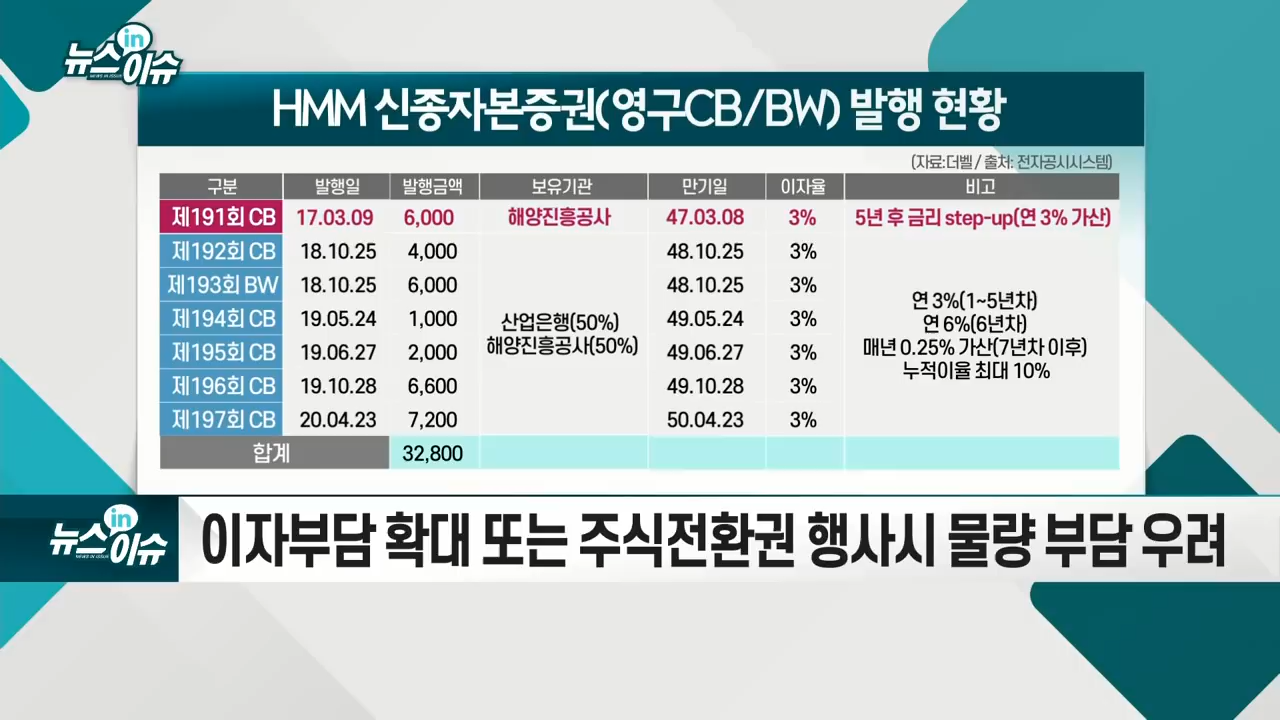 뉴스 in 이슈
NEWS IN ISSUE
HMM 신종자본증권(영구CB/BW) 발행 현황
(자료:더벨 / 출처: 전자공시시스템)
구분 발행일 발행금액 보유기관 만기일 이자율 비고
제191회 CB 17.03.09 6,000 해양진흥공사 47.03.08 3% 5년 후 금리 step-up(연 3% 가산)
제192회 CB 18.10.25 4,000 48.10.25 3%
제193회 BW 18.10.25 6,000 48.10.25 3%
제194회 CB 19.05.24 1,000 49.05.24 3%
제195회 CB 19.06.27 2,000 49.06.27 3%
제196회 CB 19.10.28 6,600 49.10.28 3%
제197회 CB 20.04.23 7,200 50.04.23 3%
산업은행(50%)
해양진흥공사(50%)
연 3%(1~5년차)
연 6%(6년차)
매년 0.25% 가산(7년차 이후)
누적이율 최대 10%
합계 32,800
뉴스 in 이슈
NEWS IN ISSUE
이자부담 확대 또는 주식전환권 행사시 물량 부담 우려